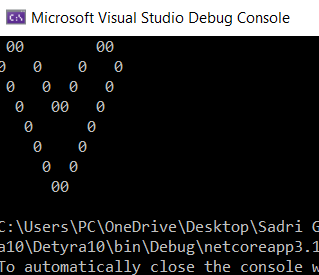 Microsoft Visual Studio Debug Console
00        00
0   0    0   0
0   0  0  0    0
0   00   0
0      0
0    0
0  0
00
C:\Users\PC\OneDrive\Desktop\Sadri G
a10\Detyra10\bin\Debug\netcoreapp3.1
To automatically close the console w